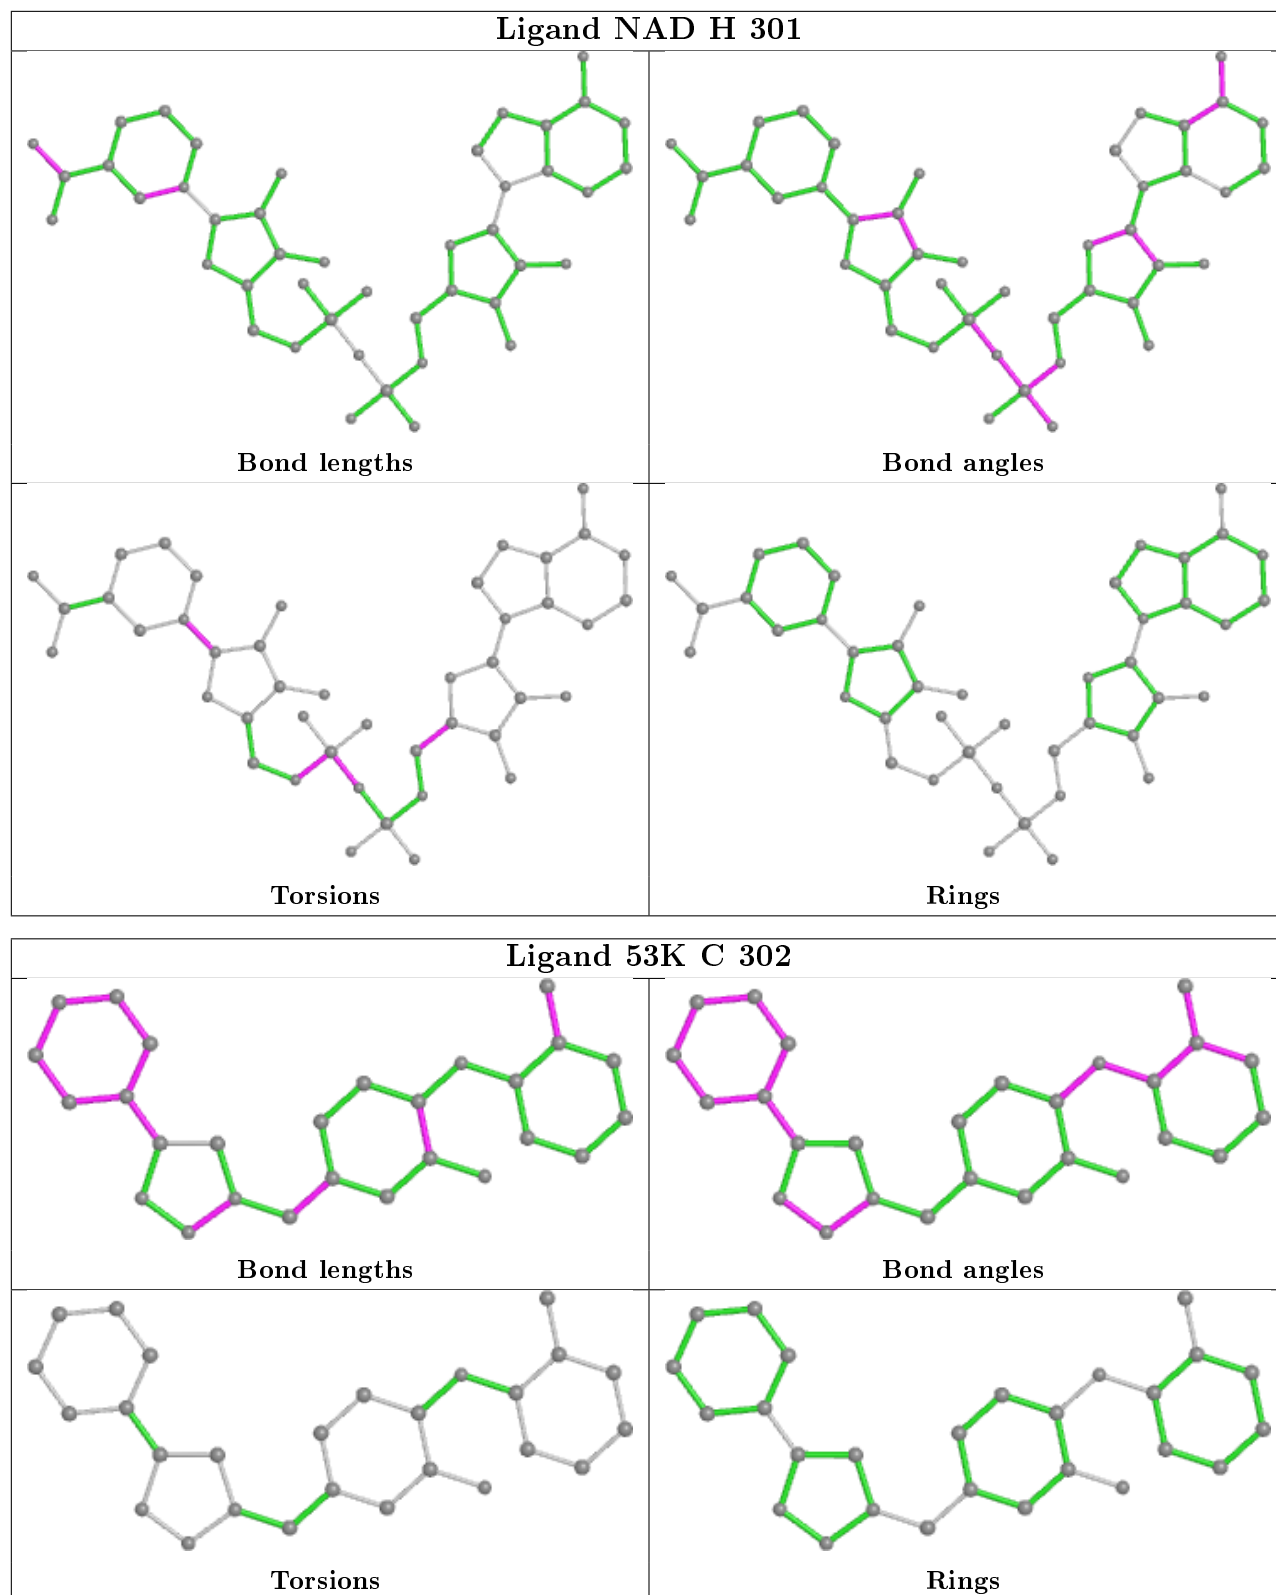 Ligand NAD H 301
Bond lengths
Bond angles
Torsions
Rings
Ligand 53K C 302
Bond lengths
Bond angles
Torsions
Rings